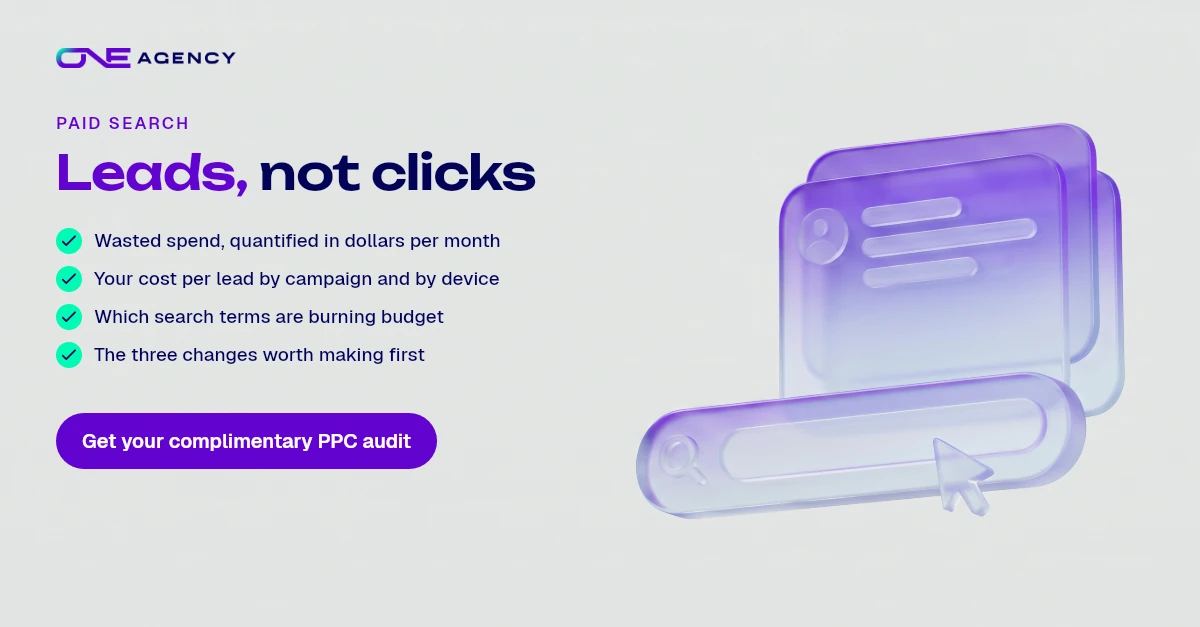 ONE AGENCY
PAID SEARCH
Leads, not clicks
Wasted spend, quantified in dollars per month
Your cost per lead by campaign and by device
Which search terms are burning budget
The three changes worth making first
Get your complimentary PPC audit